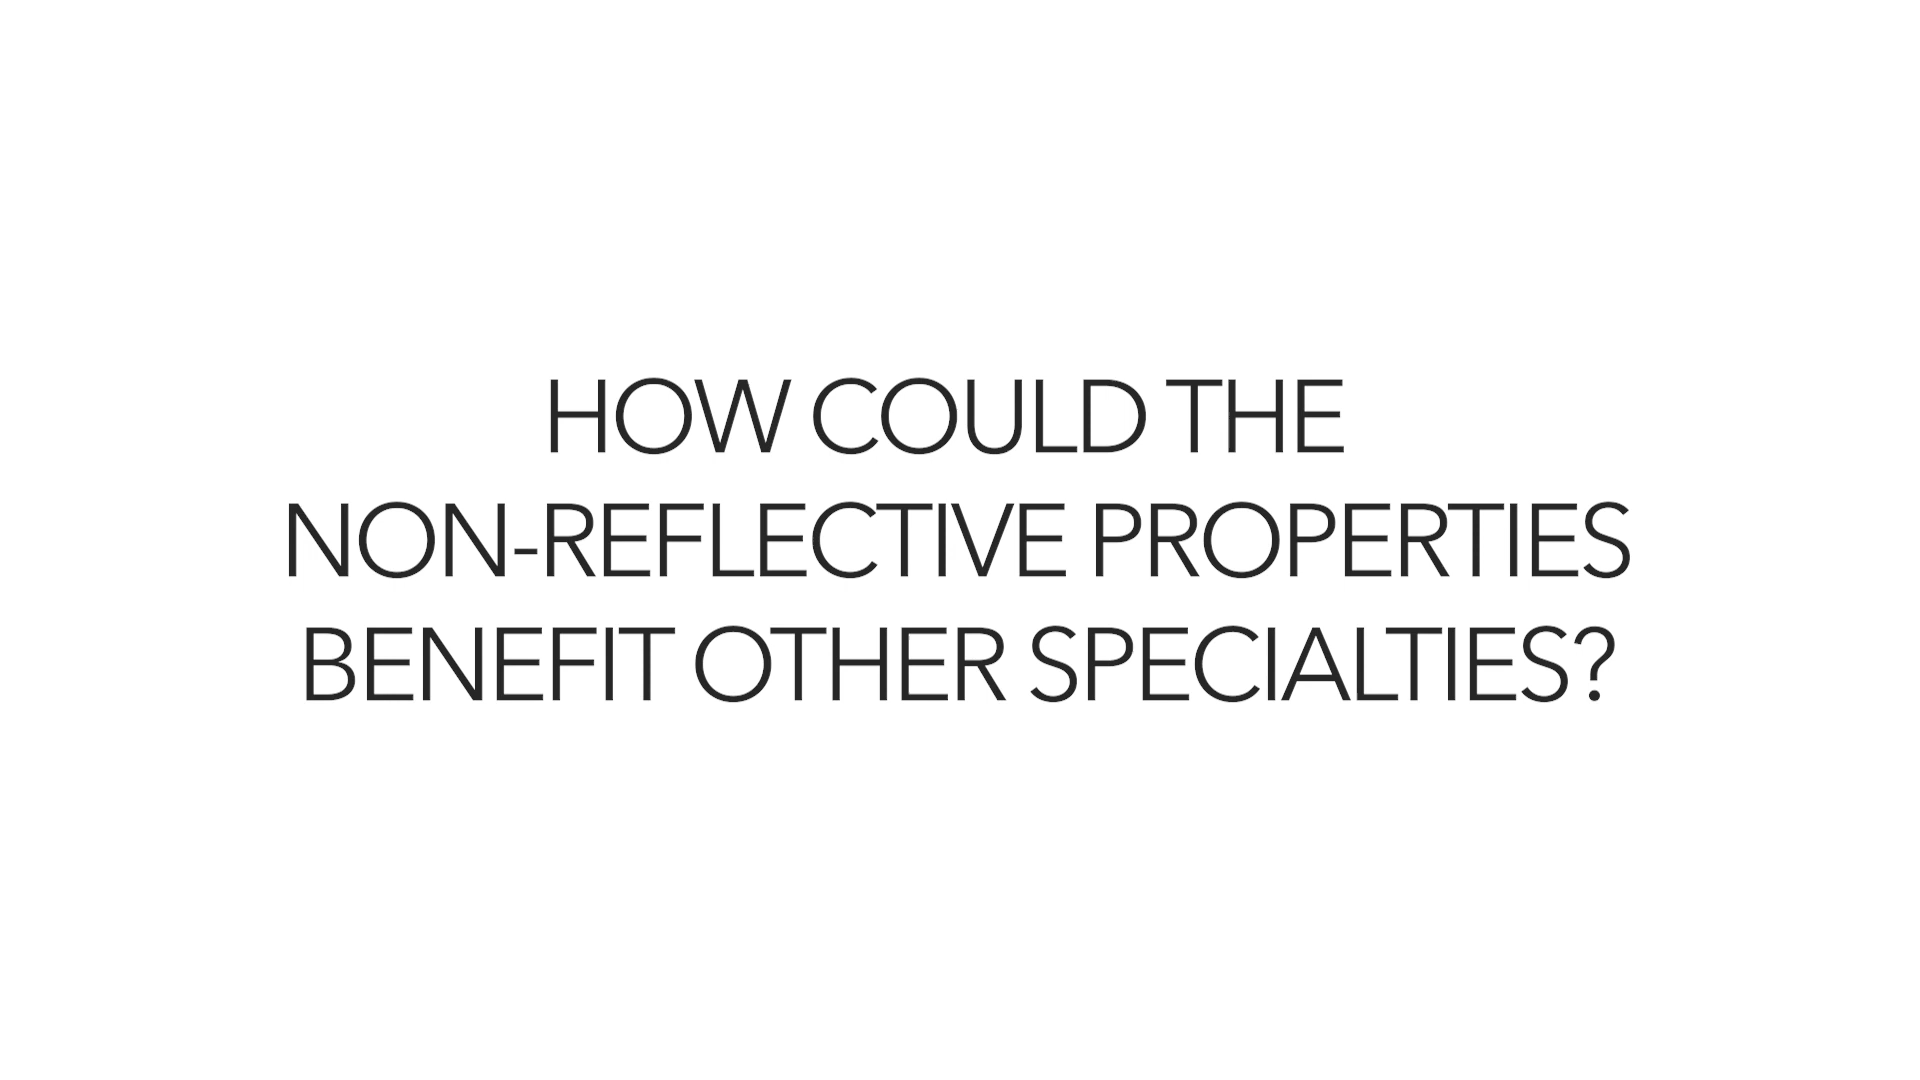 HOW COULD THE
NON-REFLECTIVE PROPERTIES
BENEFIT OTHER SPECIALTIES?